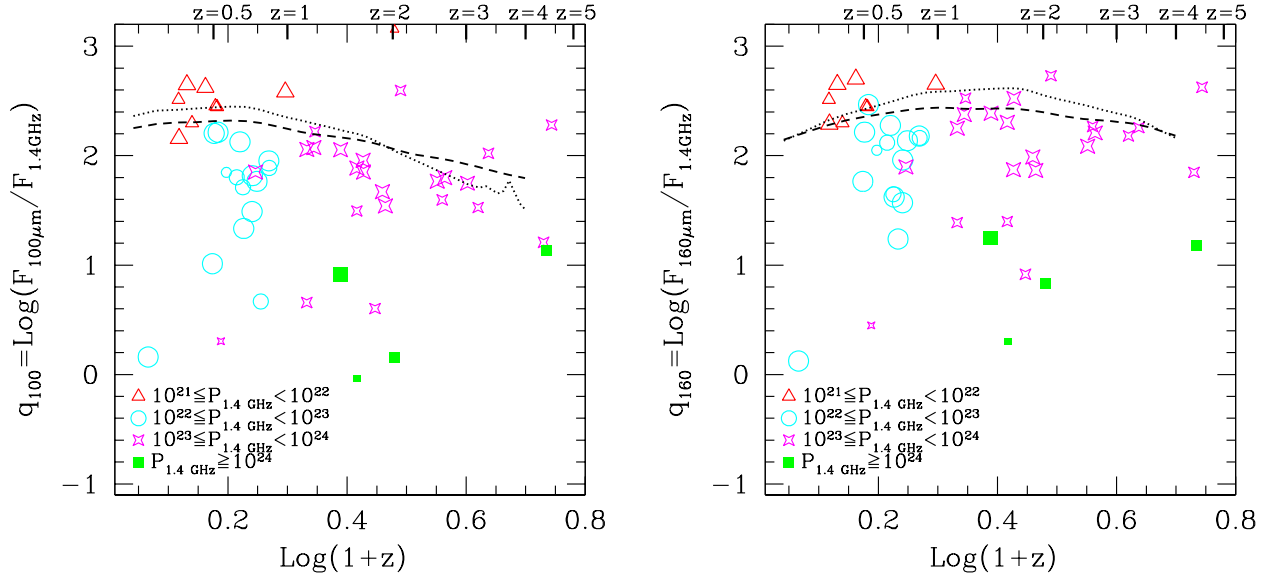 z=0.5 z=1 z=2 z=3 z=4 z=5
3
2
1
0
−1
q100=Log(F100μm/F1.4GHz)
10^21≦P1.4 GHz<10^22
10^22≦P1.4 GHz<10^23
10^23≦P1.4 GHz<10^24
P1.4 GHz≧10^24
0.2 0.4 0.6 0.8
Log(1+z)
z=0.5 z=1 z=2 z=3 z=4 z=5
3
2
1
0
−1
q160=Log(F160μm/F1.4GHz)
10^21≦P1.4 GHz<10^22
10^22≦P1.4 GHz<10^23
10^23≦P1.4 GHz<10^24
P1.4 GHz≧10^24
0.2 0.4 0.6 0.8
Log(1+z)